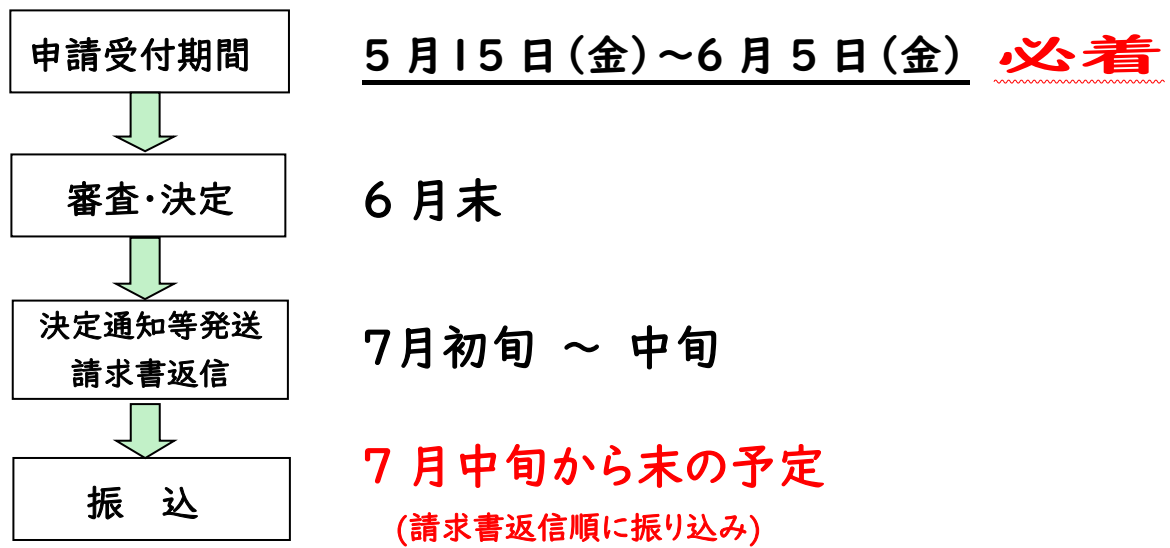 申請受付期間　5月15日(金)～6月5日(金)　必着
審査・決定　6月末
決定通知等発送
請求書返信
7月初旬　～　中旬
振　込　7月中旬から末の予定
(請求書返信順に振り込み)